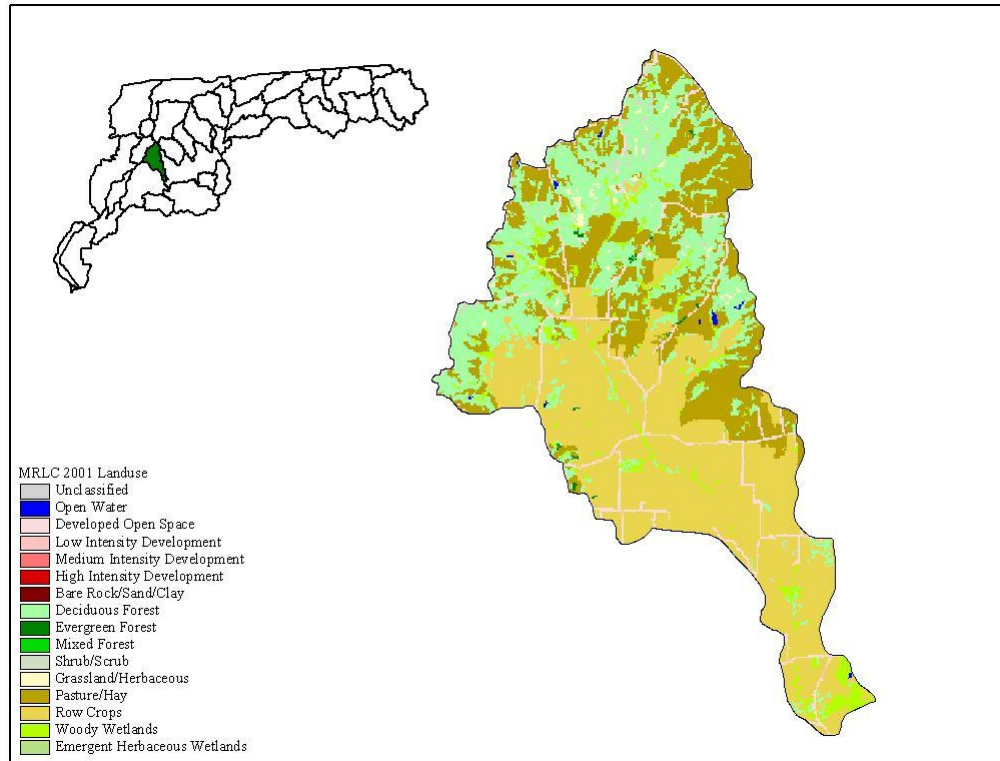 MRLC 2001 Landuse
Unclassified
Open Water
Developed Open Space
Low Intensity Development
Medium Intensity Development
High Intensity Development
Bare Rock/Sand/Clay
Deciduous Forest
Evergreen Forest
Mixed Forest
Shrub/Scrub
Grassland/Herbaceous
Pasture/Hay
Row Crops
Woody Wetlands
Emergent Herbaceous Wetlands